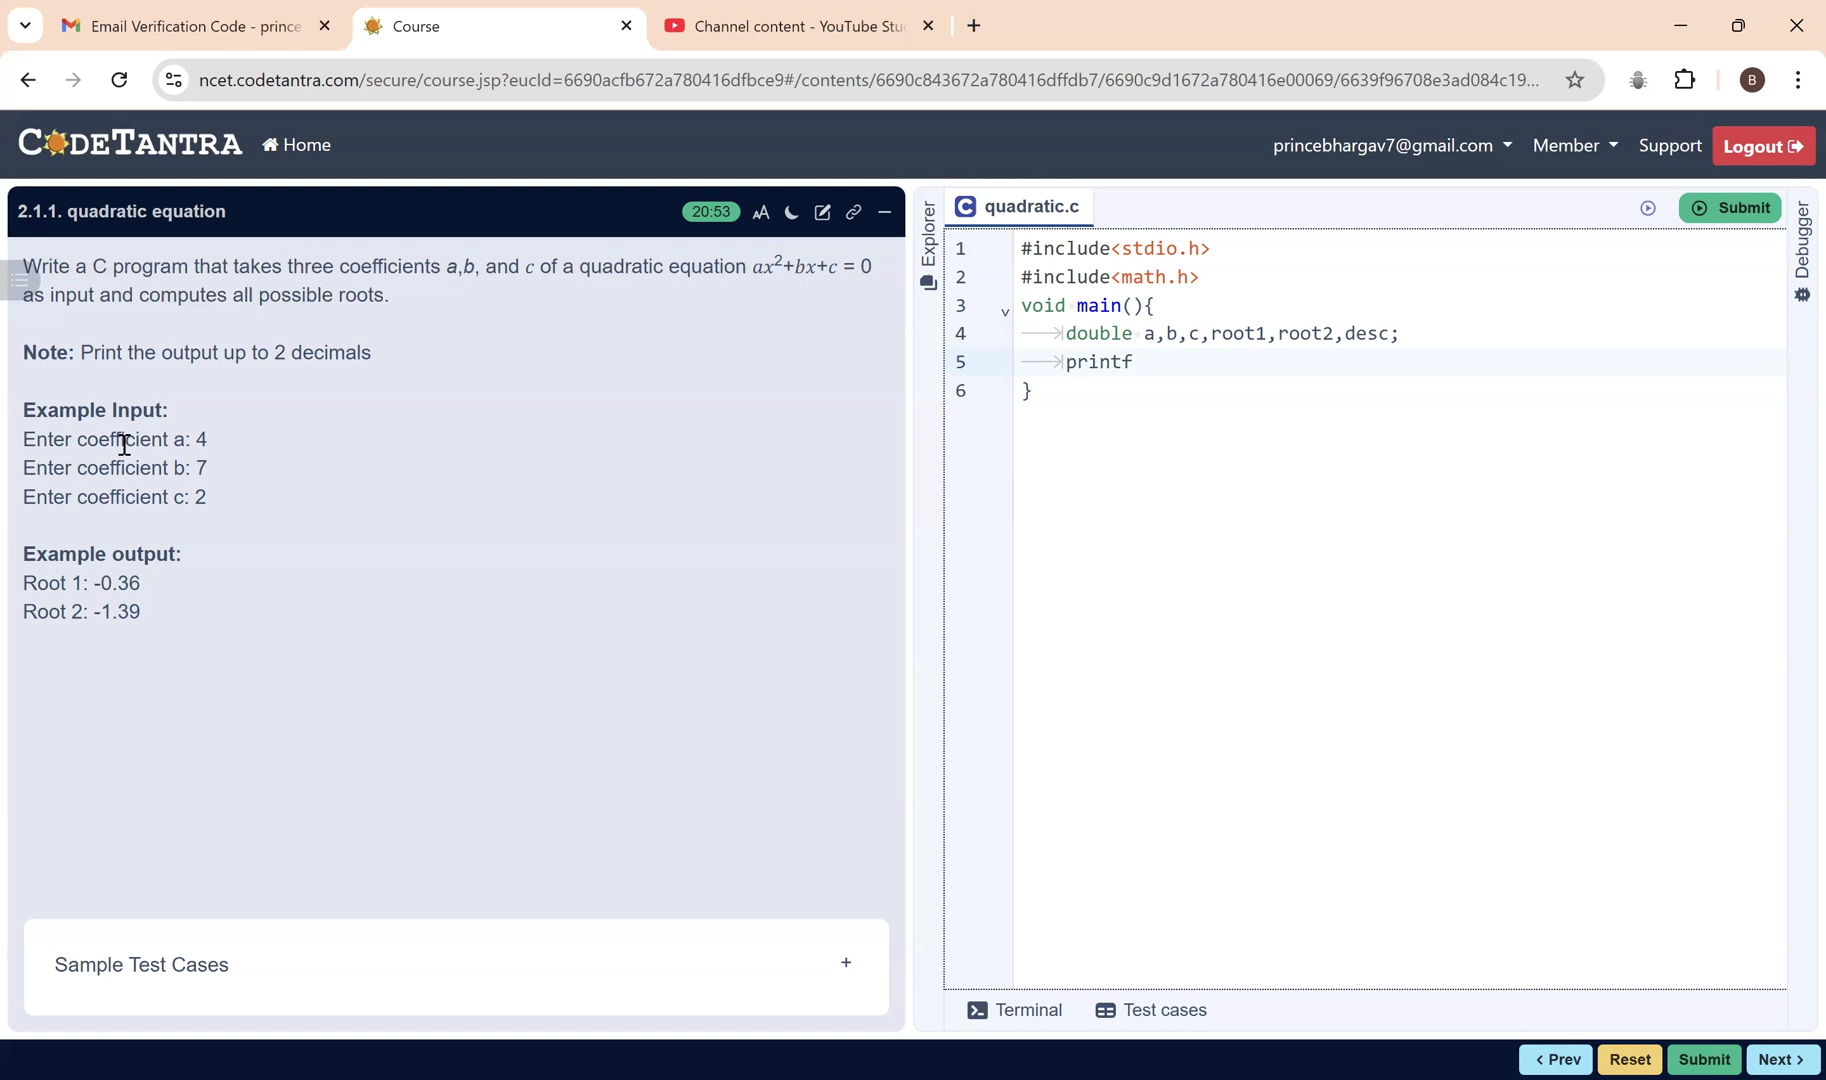 Email Verification Code - prince
Course
Channel content - YouTube Stu
ncet.codetantra.com/secure/course.jsp?eucId=6690acfb672a780416dfbce9#/contents/6690c843672a780416dffdb7/6690c9d1672a780416e00069/6639f96708e3ad084c19...
B
CODETANTRA
Home
princebhargav7@gmail.com
Member
Support
Logout
2.1.1. quadratic equation
20:53
AA
Write a C program that takes three coefficients a,b, and c of a quadratic equation ax²+bx+c = 0
as input and computes all possible roots.
Note: Print the output up to 2 decimals
Example Input:
Enter coefficient a: 4
Enter coefficient b: 7
Enter coefficient c: 2
Example output:
Root 1: -0.36
Root 2: -1.39
Sample Test Cases +
Explorer
C quadratic.c
Submit
Debugger
1 #include<stdio.h>
2 #include<math.h>
3 void main(){
4 double a,b,c,root1,root2,desc;
5 printf
6 }
Terminal
Test cases
< Prev
Reset
Submit
Next >